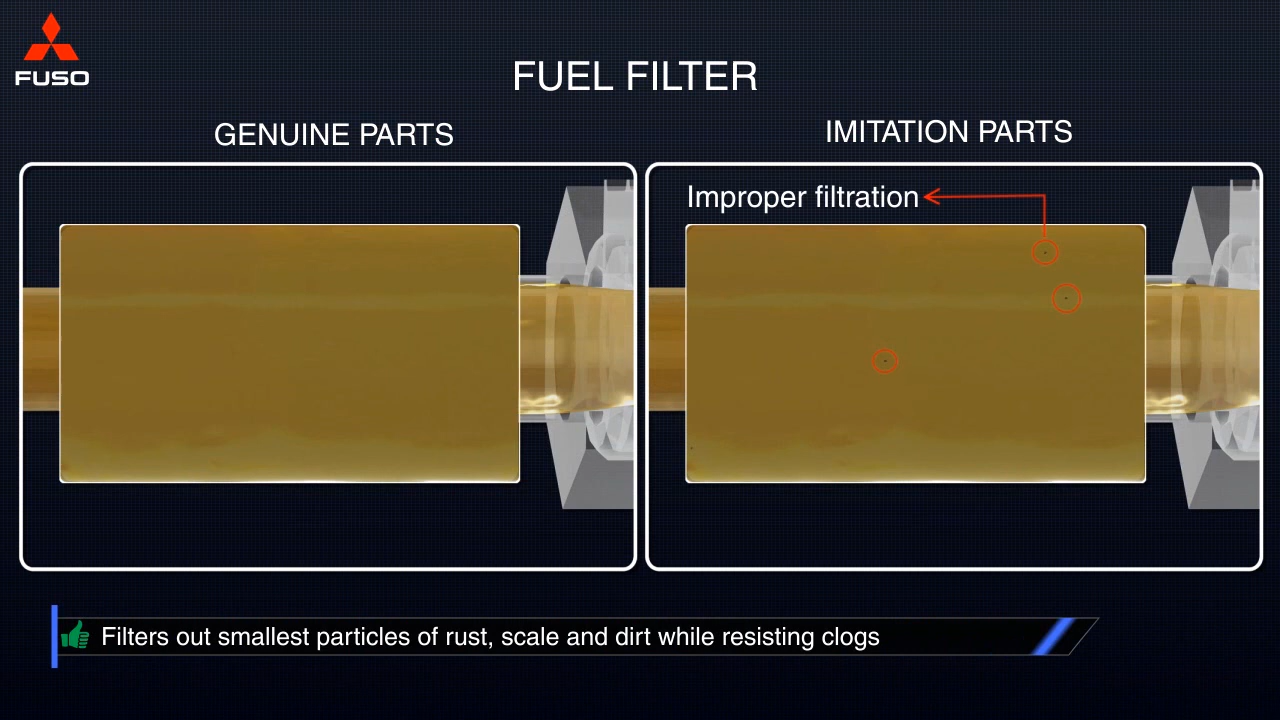 FUSO
FUEL FILTER
GENUINE PARTS
IMITATION PARTS
Improper filtration
Filters out smallest particles of rust, scale and dirt while resisting clogs